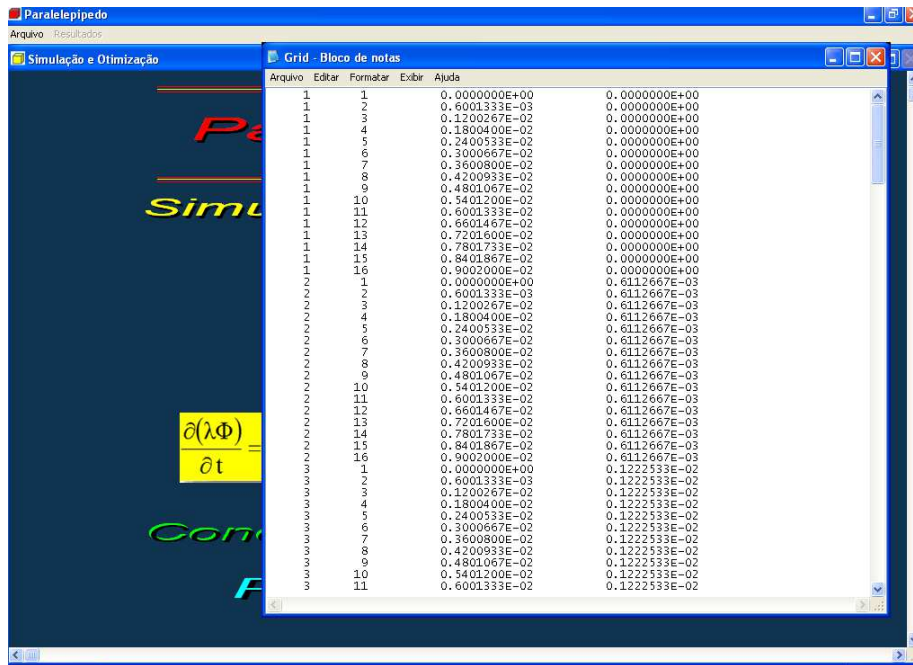 Paralelepipedo
Arquivo Resultados
Simulação e Otimização
Grid - Bloco de notas
Arquivo Editar Formatar Exibir Ajuda
1 1 0.0000000E+00 0.0000000E+00
1 2 0.6001333E-03 0.0000000E+00
1 3 0.1200267E-02 0.0000000E+00
1 4 0.1800400E-02 0.0000000E+00
1 5 0.2400533E-02 0.0000000E+00
1 6 0.3000667E-02 0.0000000E+00
1 7 0.3600800E-02 0.0000000E+00
1 8 0.4200933E-02 0.0000000E+00
1 9 0.4801067E-02 0.0000000E+00
1 10 0.5401200E-02 0.0000000E+00
1 11 0.6001333E-02 0.0000000E+00
1 12 0.6601467E-02 0.0000000E+00
1 13 0.7201600E-02 0.0000000E+00
1 14 0.7801733E-02 0.0000000E+00
1 15 0.8401867E-02 0.0000000E+00
1 16 0.9002000E-02 0.0000000E+00
2 1 0.0000000E+00 0.6112667E-03
2 2 0.6001333E-03 0.6112667E-03
2 3 0.1200267E-02 0.6112667E-03
2 4 0.1800400E-02 0.6112667E-03
2 5 0.2400533E-02 0.6112667E-03
2 6 0.3000667E-02 0.6112667E-03
2 7 0.3600800E-02 0.6112667E-03
2 8 0.4200933E-02 0.6112667E-03
2 9 0.4801067E-02 0.6112667E-03
2 10 0.5401200E-02 0.6112667E-03
2 11 0.6001333E-02 0.6112667E-03
2 12 0.6601467E-02 0.6112667E-03
2 13 0.7201600E-02 0.6112667E-03
2 14 0.7801733E-02 0.6112667E-03
2 15 0.8401867E-02 0.6112667E-03
2 16 0.9002000E-02 0.6112667E-03
3 1 0.0000000E+00 0.1222533E-02
3 2 0.6001333E-03 0.1222533E-02
3 3 0.1200267E-02 0.1222533E-02
3 4 0.1800400E-02 0.1222533E-02
3 5 0.2400533E-02 0.1222533E-02
3 6 0.3000667E-02 0.1222533E-02
3 7 0.3600800E-02 0.1222533E-02
3 8 0.4200933E-02 0.1222533E-02
3 9 0.4801067E-02 0.1222533E-02
3 10 0.5401200E-02 0.1222533E-02
3 11 0.6001333E-02 0.1222533E-02
Pa
Simu
∂(λΦ)
∂t
=
Con
P